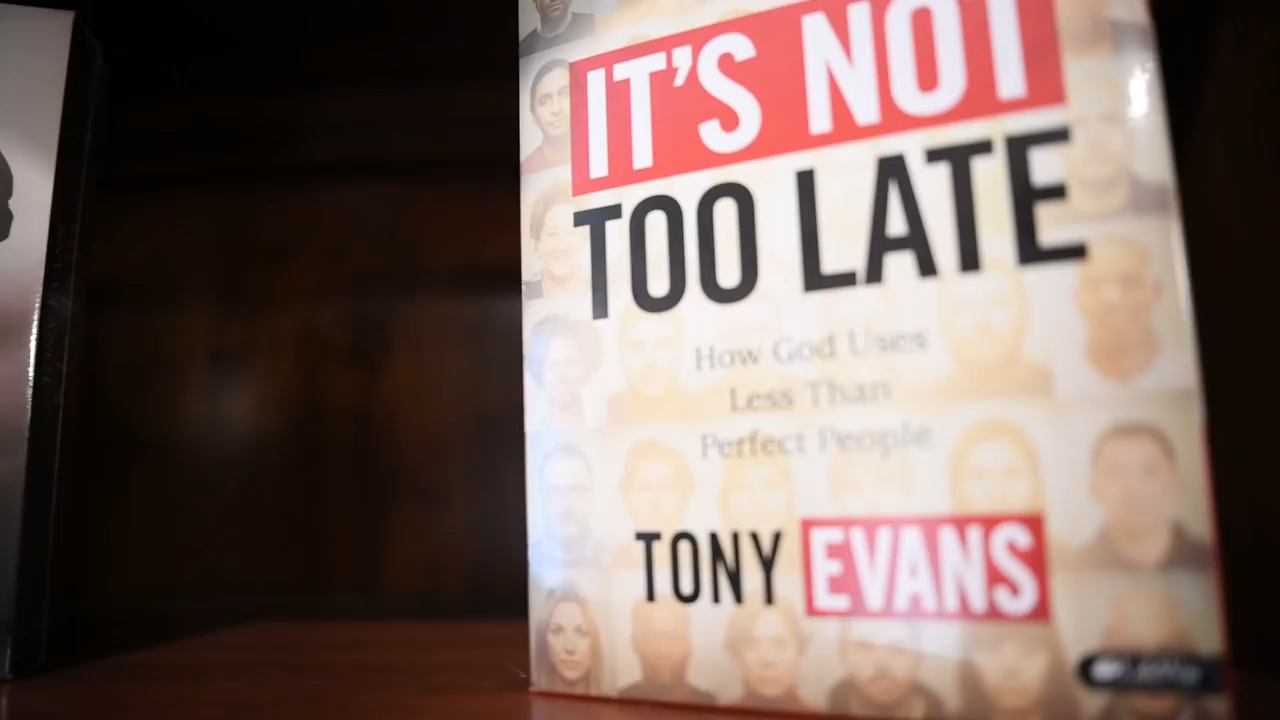 IT'S NOT
TOO LATE
How God Uses
Less Than
Perfect People
TONY EVANS